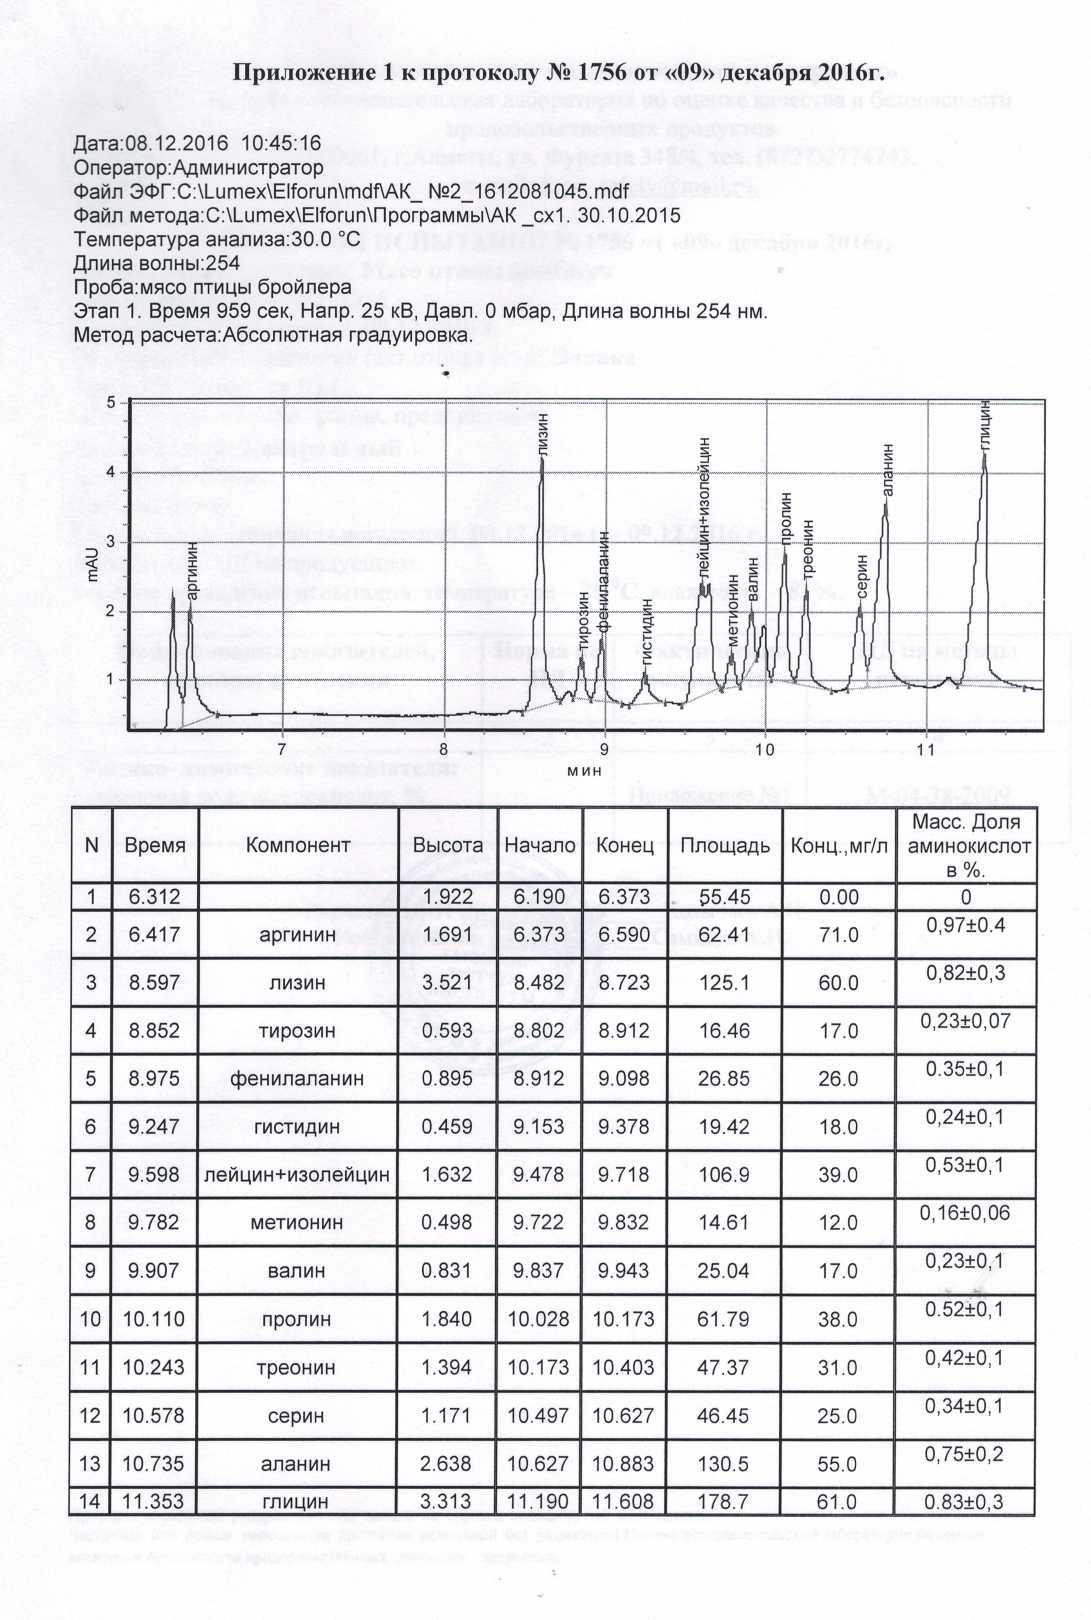 Приложение 1 к протоколу № 1756 от «09» декабря 2016г.
Дата:08.12.2016 10:45:16
Оператор:Администратор
Файл ЭФГ:C:\Lumex\Elforun\mdf\АК_ №2_1612081045.mdf
Файл метода:C:\Lumex\Elforun\Программы\АК _сх1. 30.10.2015
Температура анализа:30.0 °C
Длина волны:254
Проба:мясо птицы бройлера
Этап 1. Время 959 сек, Напр. 25 кВ, Давл. 0 мбар, Длина волны 254 нм.
Метод расчета:Абсолютная градуировка.
5
4
3
2
1
mAU
аргинин
лизин
тирозин
фенилаланин
гистидин
лейцин+изолейцин
метионин
валин
пролин
треонин
серин
аланин
глицин
7 8 9 10 11
мин
N Время Компонент Высота Начало Конец Площадь Конц.,мг/л Масс. Доля аминокислот в %.
1 6.312 1.922 6.190 6.373 55.45 0.00 0
2 6.417 аргинин 1.691 6.373 6.590 62.41 71.0 0,97±0.4
3 8.597 лизин 3.521 8.482 8.723 125.1 60.0 0,82±0,3
4 8.852 тирозин 0.593 8.802 8.912 16.46 17.0 0,23±0,07
5 8.975 фенилаланин 0.895 8.912 9.098 26.85 26.0 0.35±0,1
6 9.247 гистидин 0.459 9.153 9.378 19.42 18.0 0,24±0,1
7 9.598 лейцин+изолейцин 1.632 9.478 9.718 106.9 39.0 0,53±0,1
8 9.782 метионин 0.498 9.722 9.832 14.61 12.0 0,16±0,06
9 9.907 валин 0.831 9.837 9.943 25.04 17.0 0,23±0,1
10 10.110 пролин 1.840 10.028 10.173 61.79 38.0 0.52±0,1
11 10.243 треонин 1.394 10.173 10.403 47.37 31.0 0,42±0,1
12 10.578 серин 1.171 10.497 10.627 46.45 25.0 0,34±0,1
13 10.735 аланин 2.638 10.627 10.883 130.5 55.0 0,75±0,2
14 11.353 глицин 3.313 11.190 11.608 178.7 61.0 0.83±0,3